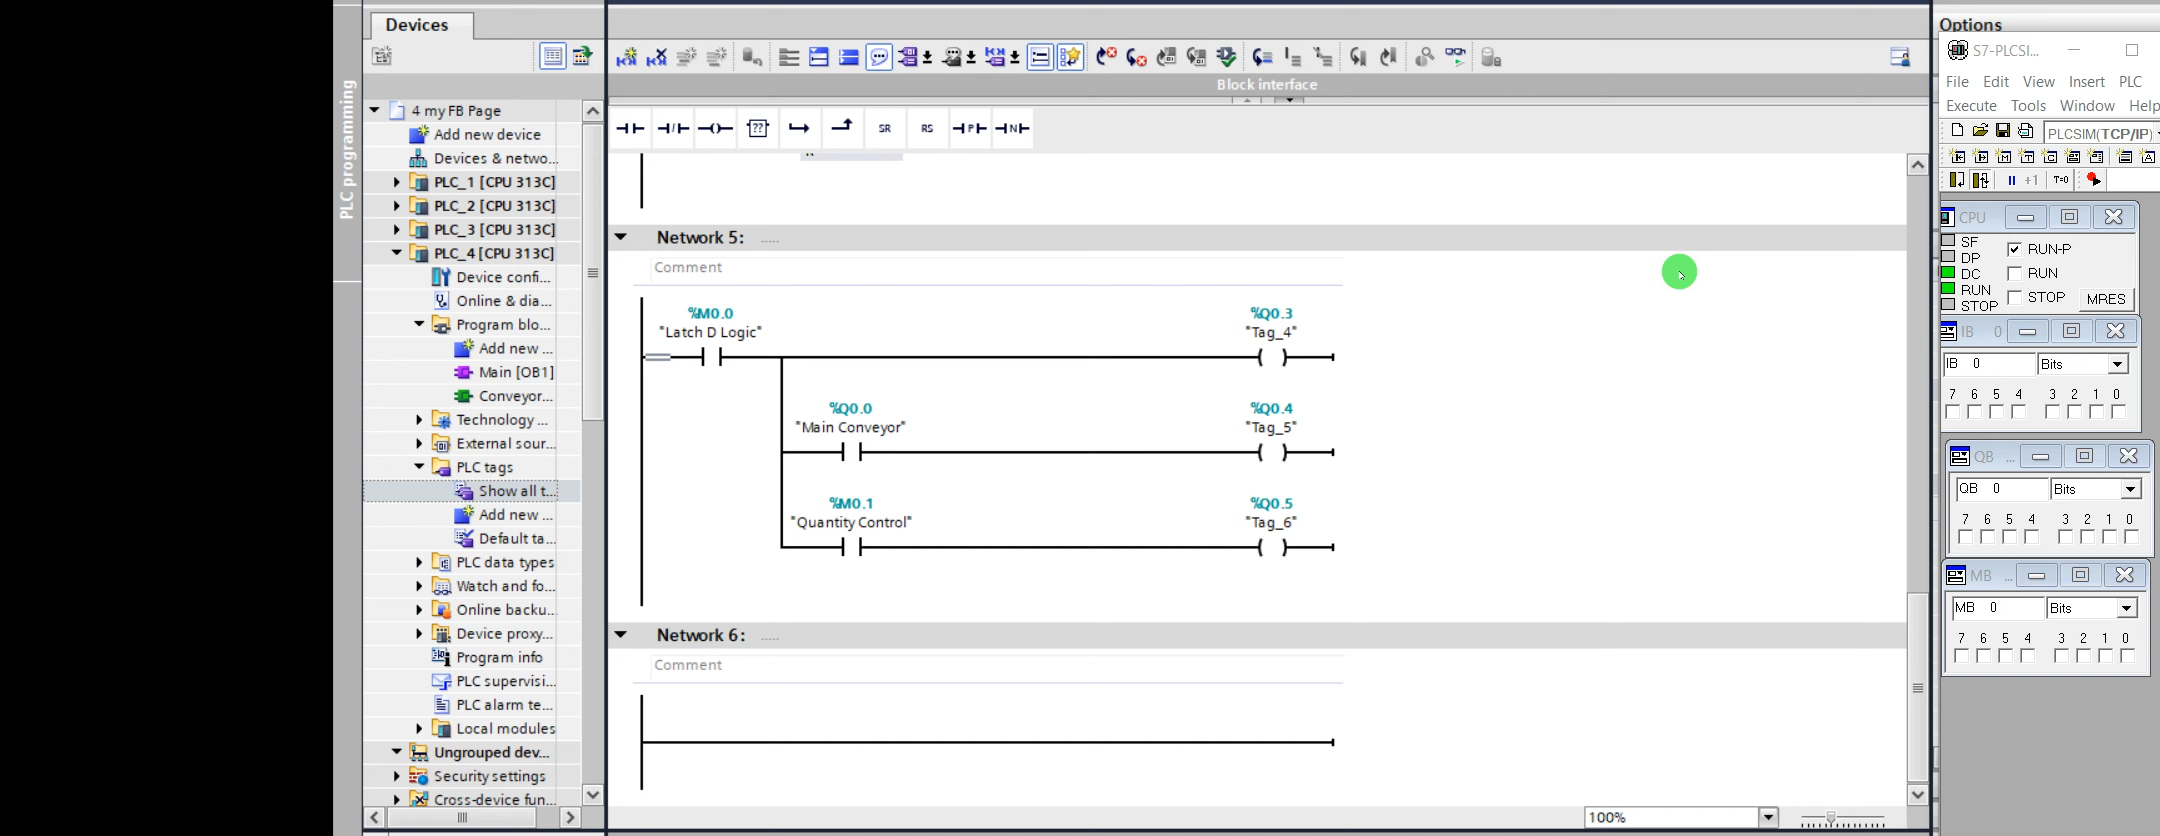 PLC programming
Devices
4 my FB Page
Add new device
Devices & netwo...
PLC_1 [CPU 313C]
PLC_2 [CPU 313C]
PLC_3 [CPU 313C]
PLC_4 [CPU 313C]
Device confi...
Online & dia...
Program blo...
Add new ...
Main [OB1]
Conveyor...
Technology ...
External sour...
PLC tags
Show all t...
Add new ...
Default ta...
PLC data types
Watch and fo...
Online backu...
Device proxy...
Program info
PLC supervisi...
PLC alarm te...
Local modules
Ungrouped dev...
Security settings
Cross-device fun...
Block interface
??
SR
RS
P
N
Network 5: .....
Comment
%M0.0
"Latch D Logic"
%Q0.3
"Tag_4"
%Q0.0
"Main Conveyor"
%Q0.4
"Tag_5"
%M0.1
"Quantity Control"
%Q0.5
"Tag_6"
Network 6: .....
Comment
100%
Options
S7-PLCSI...
File Edit View Insert PLC
Execute Tools Window Help
PLCSIM(TCP/IP)
+1 T=0
CPU
SF
DP
DC
RUN
STOP
RUN-P
RUN
STOP
MRES
IB 0
IB 0 Bits
7 6 5 4 3 2 1 0
QB ...
QB 0 Bits
7 6 5 4 3 2 1 0
MB ...
MB 0 Bits
7 6 5 4 3 2 1 0